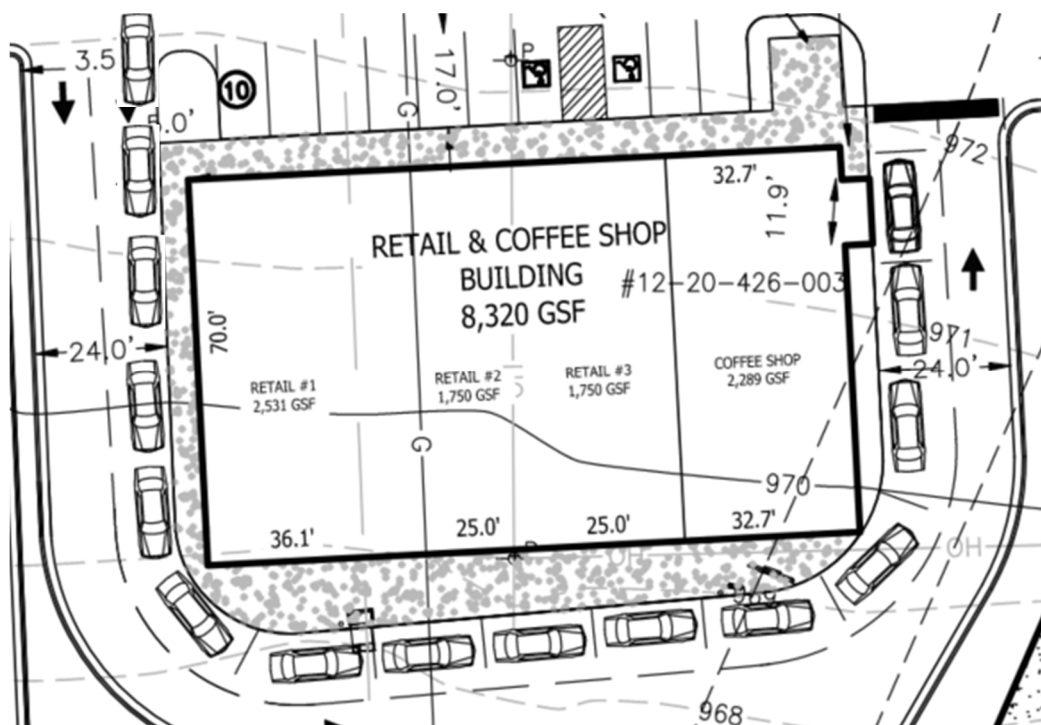 3.5
17.0'
P
10
G
972
32.7'
11.9'
RETAIL & COFFEE SHOP
BUILDING
8,320 GSF
#12-20-426-003
70.0'
24.0'
971
24.0'
RETAIL #1
2,531 GSF
RETAIL #2
1,750 GSF
RETAIL #3
1,750 GSF
COFFEE SHOP
2,289 GSF
G
970
36.1'
25.0'
25.0'
32.7'
OH
OH
968